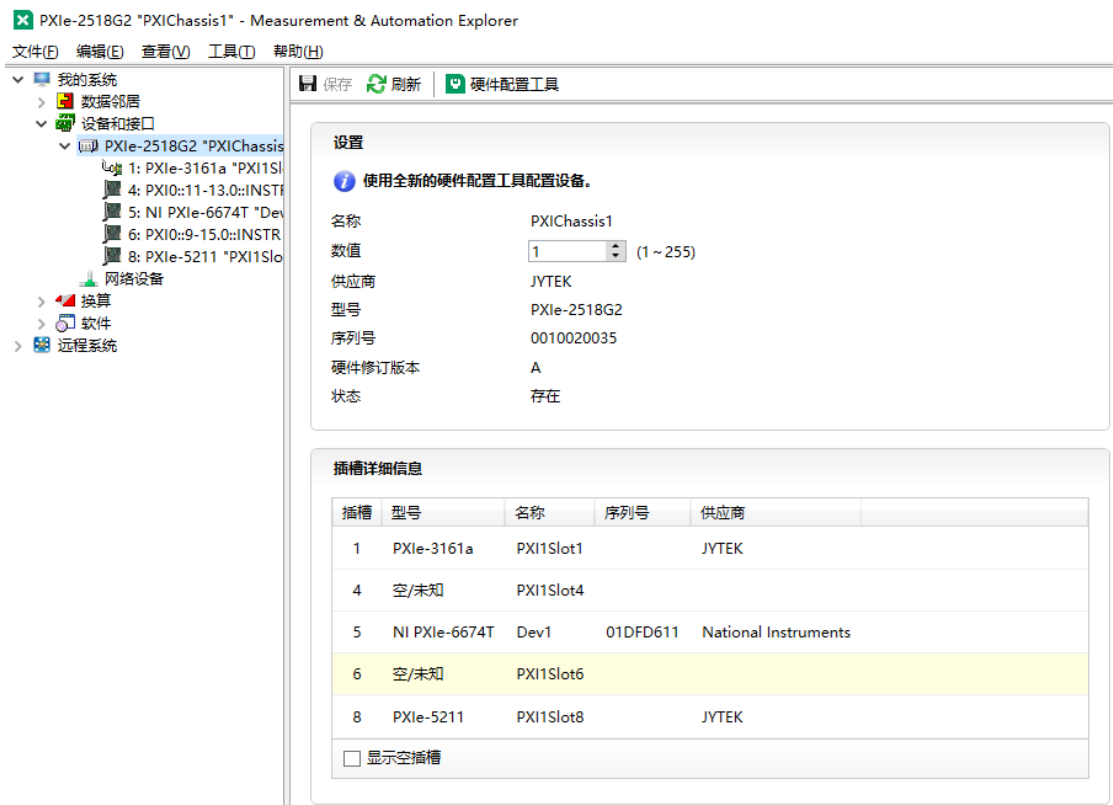 PXIe-2518G2 "PXIChassis1" - Measurement & Automation Explorer
文件(F) 编辑(E) 查看(V) 工具(T) 帮助(H)
我的系统
数据邻居
设备和接口
PXIe-2518G2 "PXIChassis
1: PXIe-3161a "PXI1Sl
4: PXI0::11-13.0::INSTR
5: NI PXIe-6674T "Dev
6: PXI0::9-15.0::INSTR
8: PXIe-5211 "PXI1Slo
网络设备
换算
软件
远程系统
保存 刷新 硬件配置工具
设置
使用全新的硬件配置工具配置设备。
名称 PXIChassis1
数值 1 (1~255)
供应商 JYTEK
型号 PXIe-2518G2
序列号 0010020035
硬件修订版本 A
状态 存在
插槽详细信息
插槽 型号 名称 序列号 供应商
1 PXIe-3161a PXI1Slot1 JYTEK
4 空/未知 PXI1Slot4
5 NI PXIe-6674T Dev1 01DFD611 National Instruments
6 空/未知 PXI1Slot6
8 PXIe-5211 PXI1Slot8 JYTEK
显示空插槽